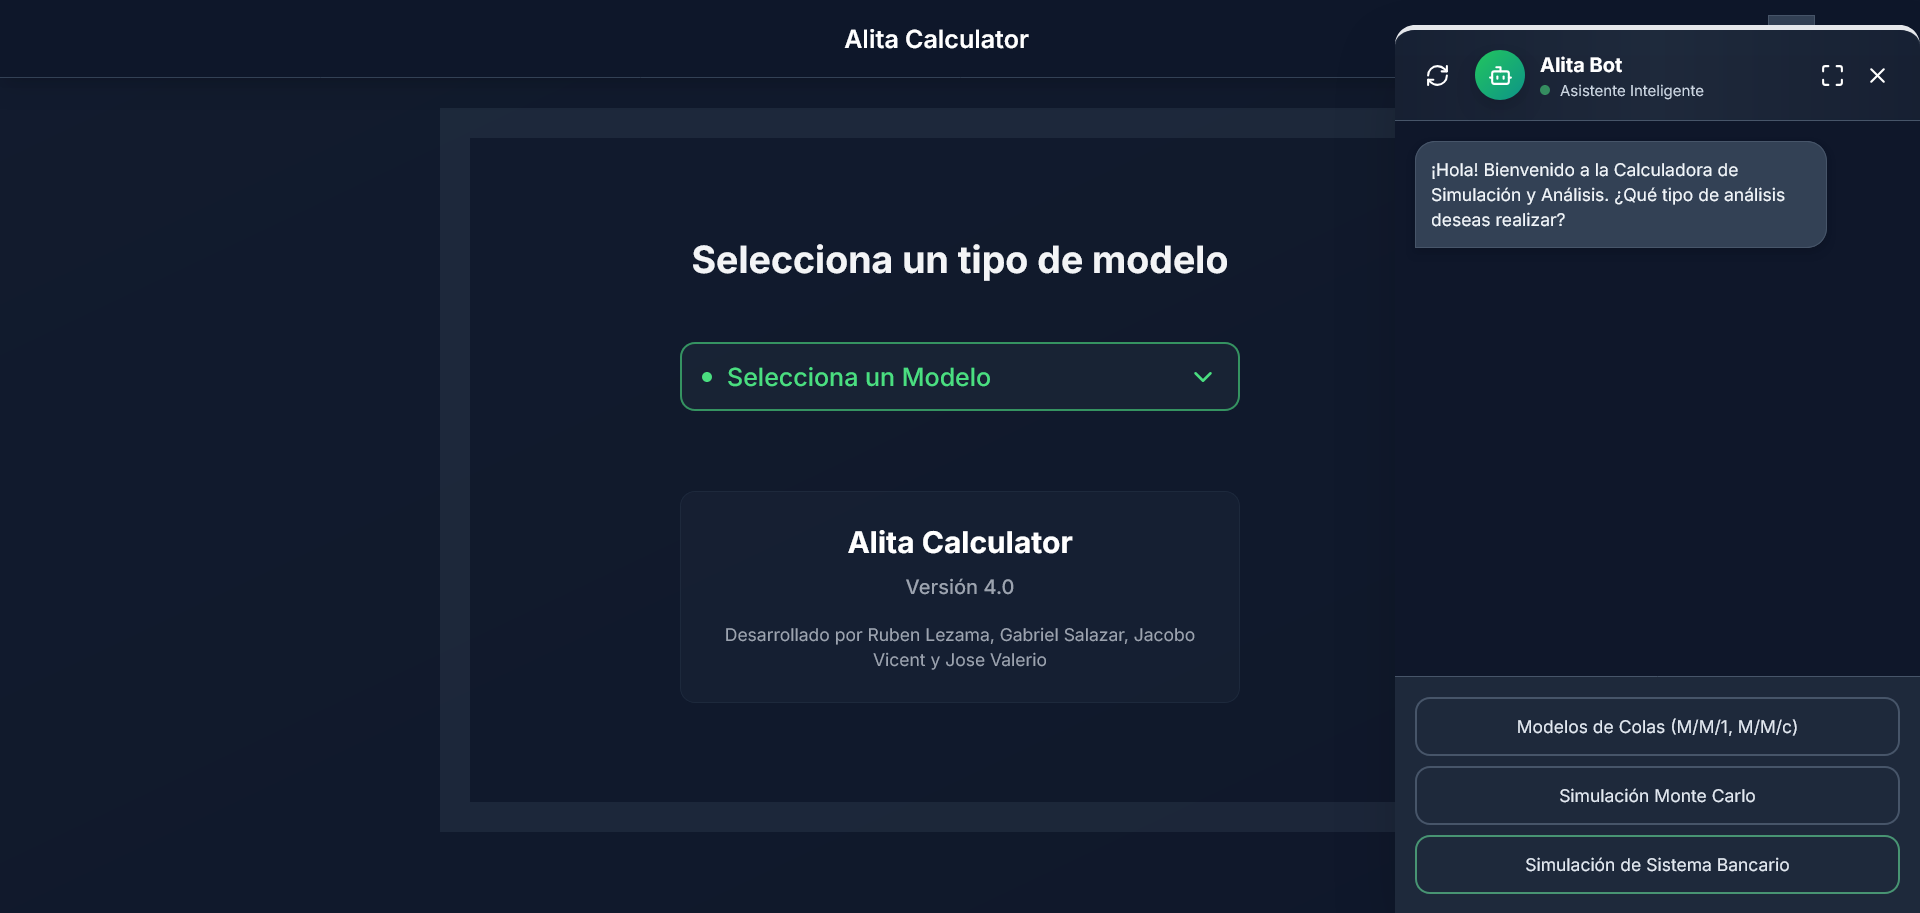 Alita Calculator
Selecciona un tipo de modelo
Selecciona un Modelo
Alita Calculator
Versión 4.0
Desarrollado por Ruben Lezama, Gabriel Salazar, Jacobo
Vicent y Jose Valerio
Alita Bot
Asistente Inteligente
¡Hola! Bienvenido a la Calculadora de
Simulación y Análisis. ¿Qué tipo de análisis
deseas realizar?
Modelos de Colas (M/M/1, M/M/c)
Simulación Monte Carlo
Simulación de Sistema Bancario